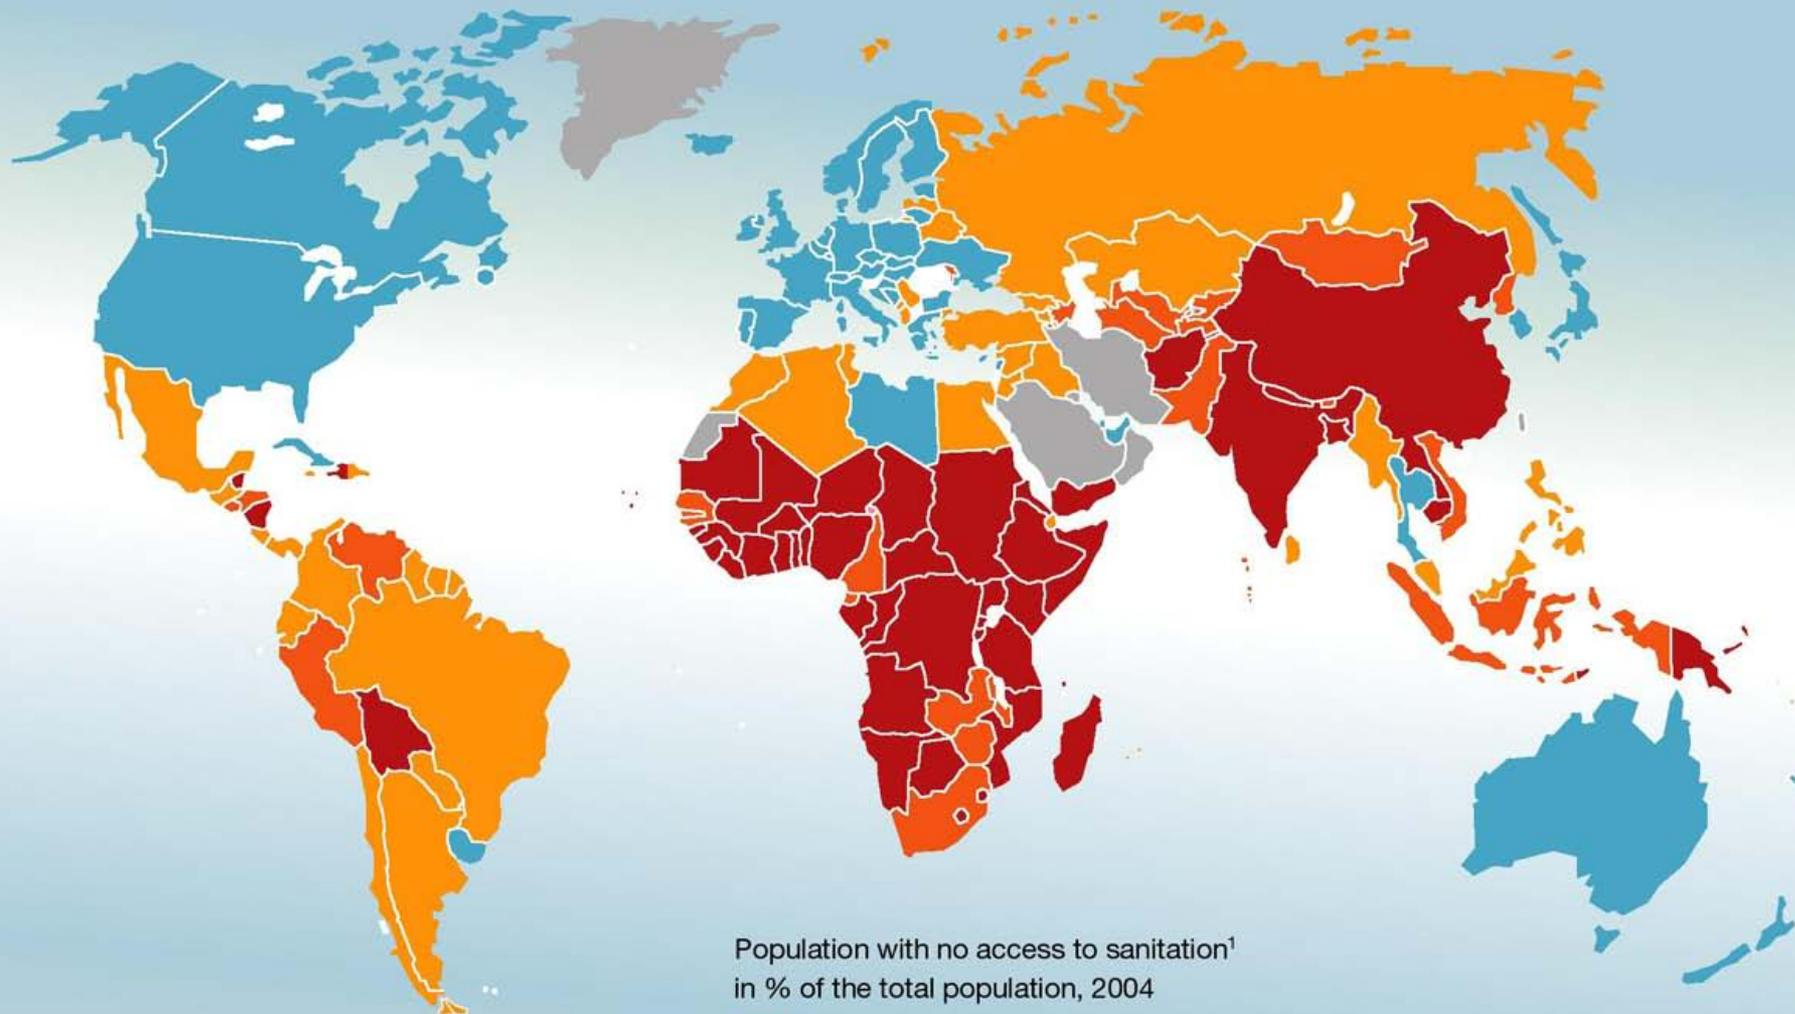 Population with no access to sanitation¹
in % of the total population, 2004